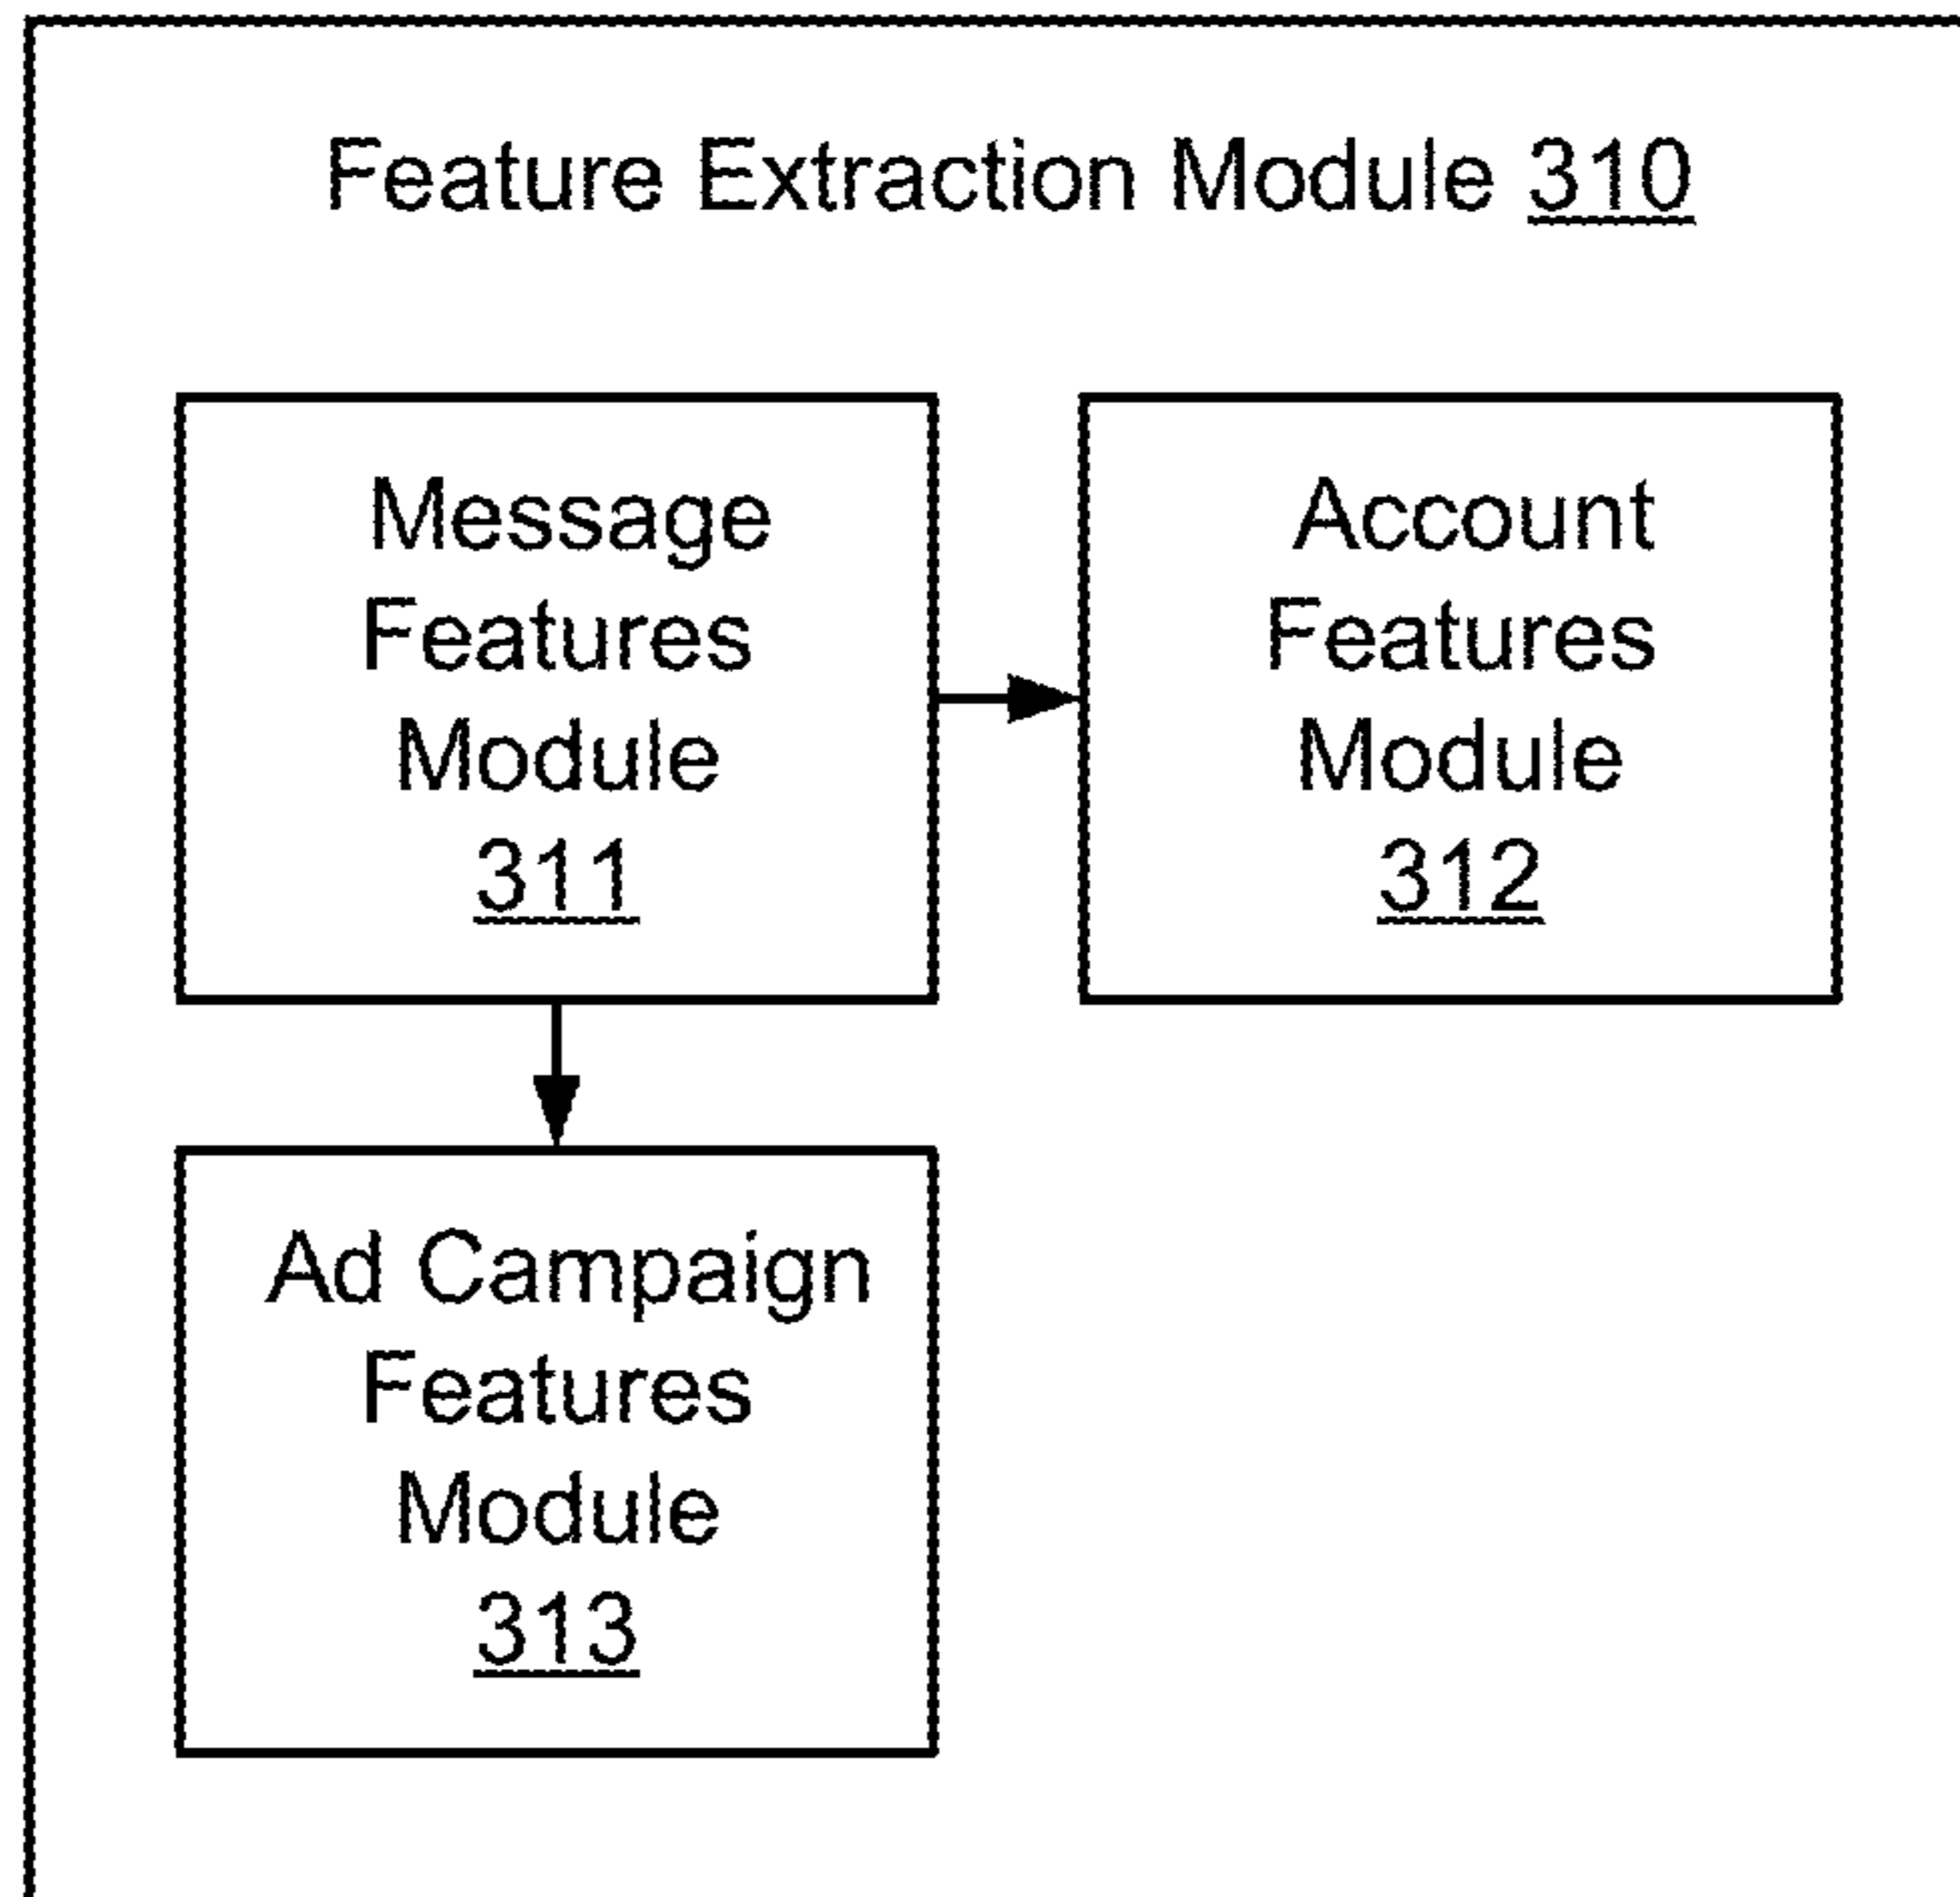 Feature Extraction Module 310
Message
Features
Module
311
Account
Features
Module
312
Ad Campaign
Features
Module
313